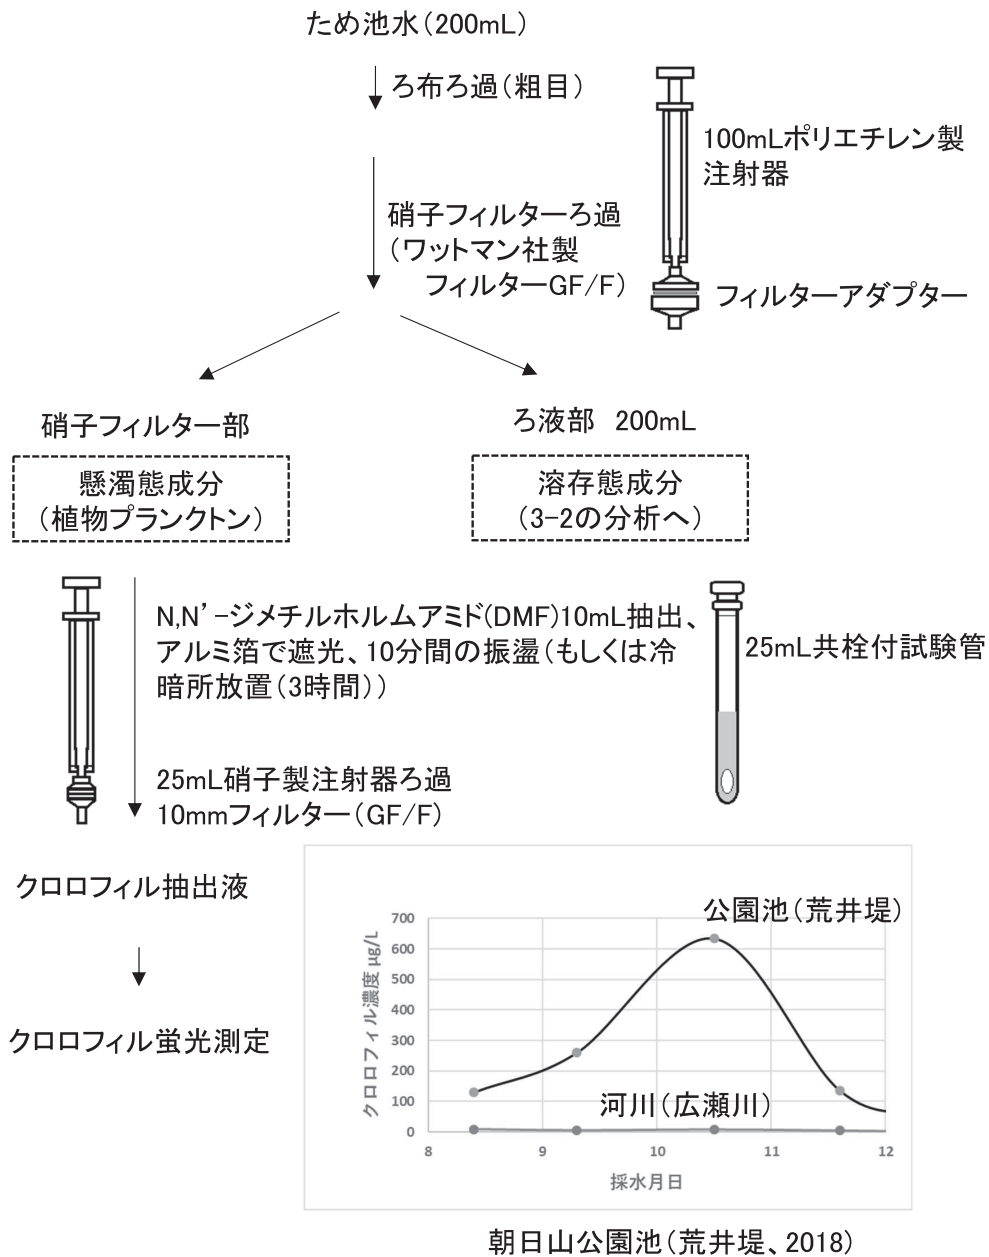 ため池水（200mL）
ろ布ろ過（粗目）
100mLポリエチレン製
注射器
硝子フィルターろ過
（ワットマン社製
フィルターGF/F）
フィルターアダプター
硝子フィルター部
ろ液部 200mL
懸濁態成分
（植物プランクトン）
溶存態成分
（3-2の分析へ）
N,N’-ジメチルホルムアミド(DMF)10mL抽出、
アルミ箔で遮光、10分間の振盪（もしくは冷
暗所放置（3時間））
25mL共栓付試験管
25mL硝子製注射器ろ過
10mmフィルター（GF/F）
クロロフィル抽出液
クロロフィル蛍光測定
公園池（荒井堤）
クロロフィル濃度 μg/L
700
600
500
400
300
200
100
0
河川（広瀬川）
8 9 10 11 12
採水月日
朝日山公園池（荒井堤、2018）